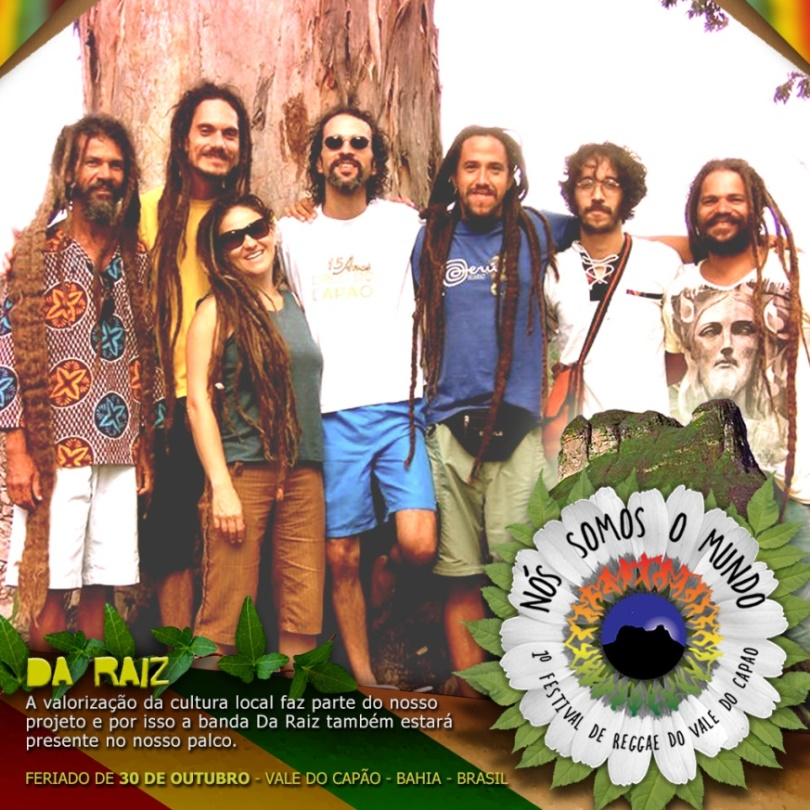 15 Anos
CAPÃO
Peru
DA RAIZ
A valorização da cultura local faz parte do nosso
projeto e por isso a banda Da Raiz também estará
presente no nosso palco.
FERIADO DE 30 DE OUTUBRO - VALE DO CAPÃO - BAHIA - BRASIL
NÓS SOMOS O MUNDO
1º FESTIVAL DE REGGAE DO VALE DO CAPÃO